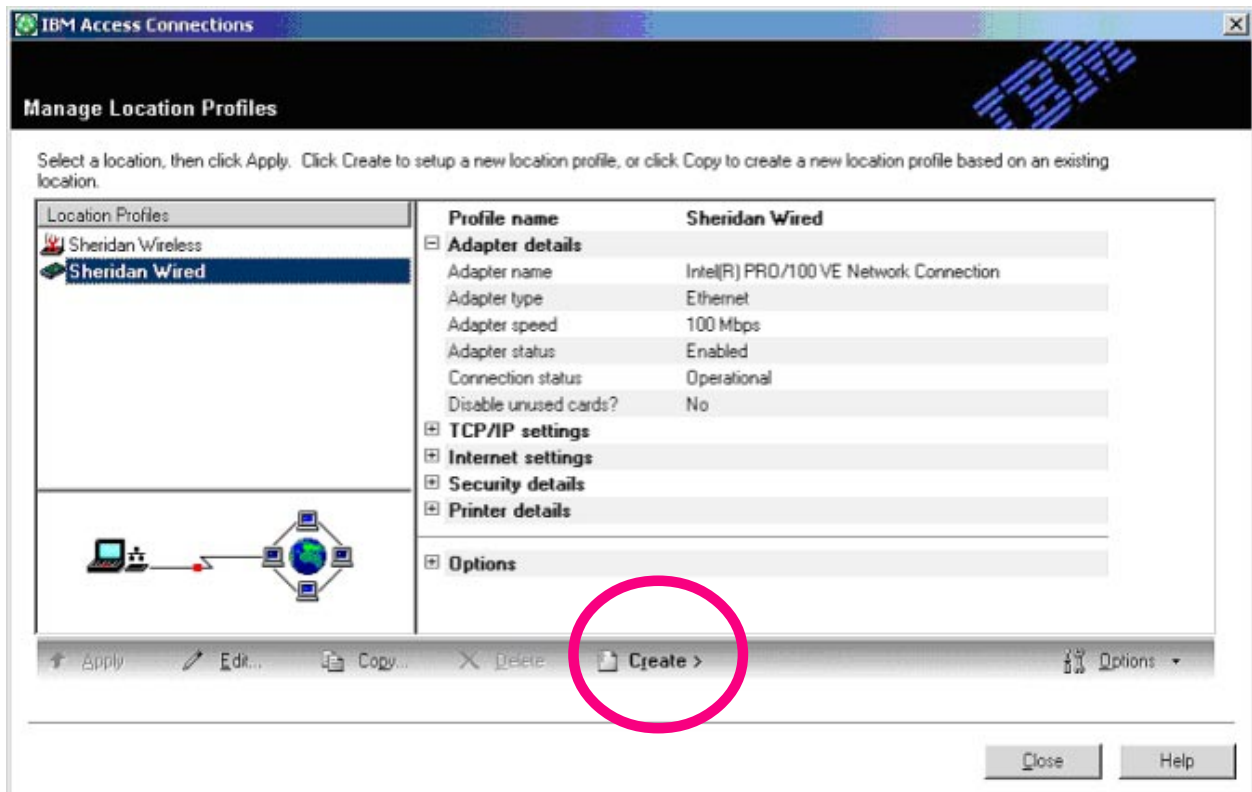 IBM Access Connections
IBM
Manage Location Profiles
Select a location, then click Apply. Click Create to setup a new location profile, or click Copy to create a new location profile based on an existing
location.
Location Profiles
Sheridan Wireless
Sheridan Wired
Profile name Sheridan Wired
Adapter details
Adapter name Intel(R) PRO/100 VE Network Connection
Adapter type Ethernet
Adapter speed 100 Mbps
Adapter status Enabled
Connection status Operational
Disable unused cards? No
TCP/IP settings
Internet settings
Security details
Printer details
Options
Apply Edit... Copy... Delete Create > Options
Close Help